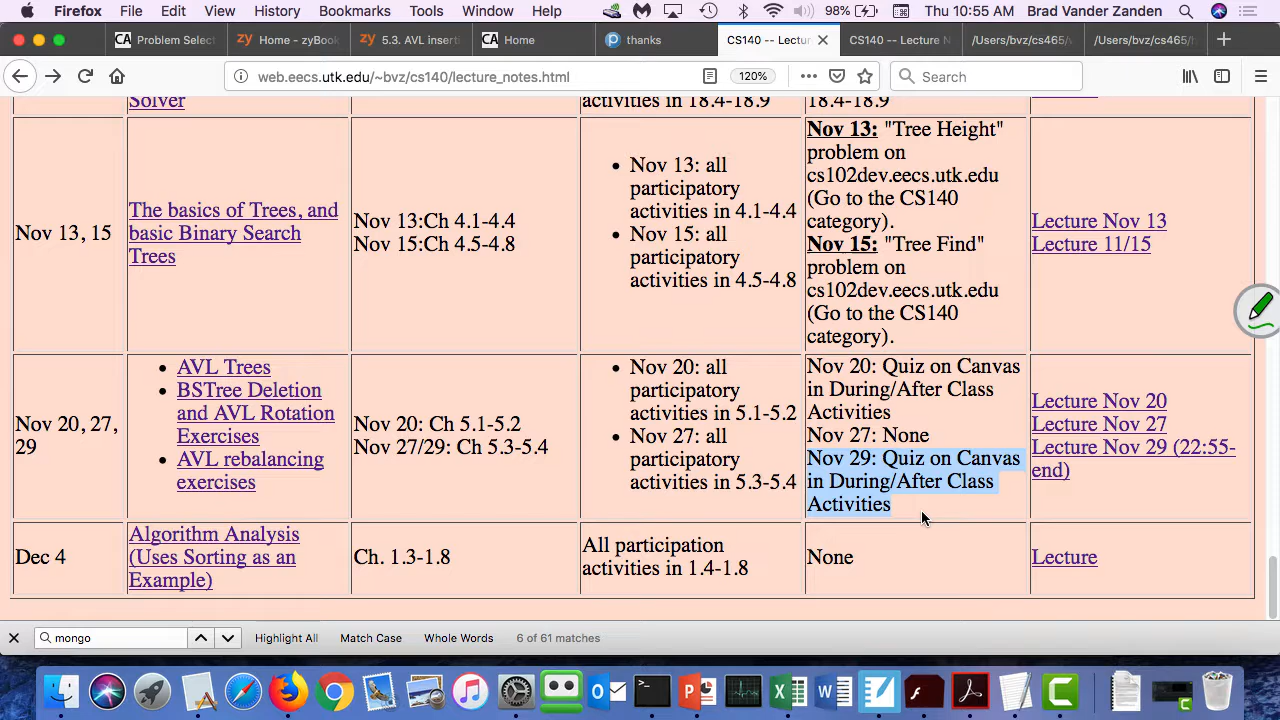 Firefox File Edit View History Bookmarks Tools Window Help 98% Thu 10:55 AM Brad Vander Zanden
CA Problem Select
zy Home - zyBook
zy 5.3. AVL inserti
CA Home
thanks
CS140 -- Lectur
CS140 -- Lecture N
/Users/bvz/cs465/
/Users/bvz/cs465/h
web.eecs.utk.edu/~bvz/cs140/lecture_notes.html
120%
Search
Solver
activities in 18.4-18.9
18.4-18.9
Nov 13, 15
The basics of Trees, and
basic Binary Search
Trees
Nov 13:Ch 4.1-4.4
Nov 15:Ch 4.5-4.8
• Nov 13: all
participatory
activities in 4.1-4.4
• Nov 15: all
participatory
activities in 4.5-4.8
Nov 13: "Tree Height"
problem on
cs102dev.eecs.utk.edu
(Go to the CS140
category).
Nov 15: "Tree Find"
problem on
cs102dev.eecs.utk.edu
(Go to the CS140
category).
Lecture Nov 13
Lecture 11/15
Nov 20, 27,
29
• AVL Trees
• BSTree Deletion
and AVL Rotation
Exercises
• AVL rebalancing
exercises
Nov 20: Ch 5.1-5.2
Nov 27/29: Ch 5.3-5.4
• Nov 20: all
participatory
activities in 5.1-5.2
• Nov 27: all
participatory
activities in 5.3-5.4
Nov 20: Quiz on Canvas
in During/After Class
Activities
Nov 27: None
Nov 29: Quiz on Canvas
in During/After Class
Activities
Lecture Nov 20
Lecture Nov 27
Lecture Nov 29 (22:55-
end)
Dec 4
Algorithm Analysis
(Uses Sorting as an
Example)
Ch. 1.3-1.8
All participation
activities in 1.4-1.8
None
Lecture
mongo
Highlight All Match Case Whole Words 6 of 61 matches